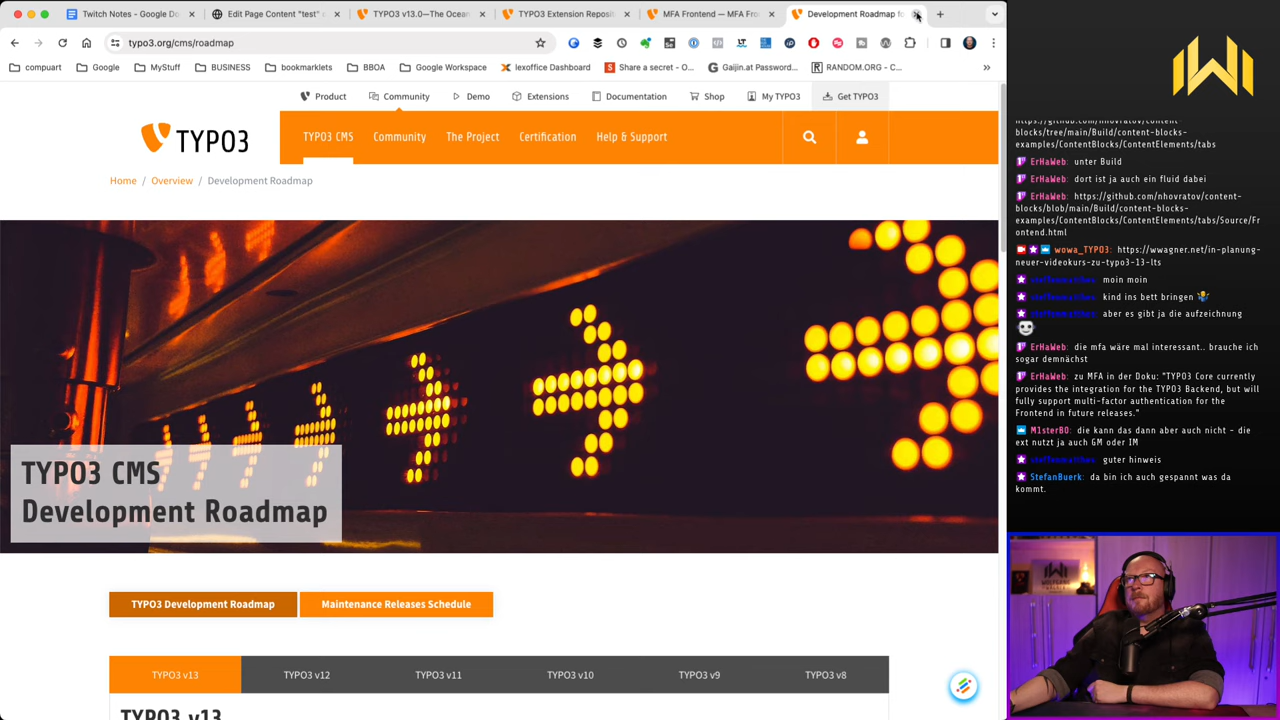 Twitch Notes - Google Do
Edit Page Content "test" o
TYPO3 v13.0—The Ocean
TYPO3 Extension Reposit
MFA Frontend — MFA Fro
Development Roadmap fo
typo3.org/cms/roadmap
compuart
Google
MyStuff
BUSINESS
bookmarklets
BBOA
Google Workspace
lexoffice Dashboard
Share a secret - O...
Gaijin.at Password...
RANDOM.ORG - C...
»
Product
Community
Demo
Extensions
Documentation
Shop
My TYPO3
Get TYPO3
TYPO3
TYPO3 CMS
Community
The Project
Certification
Help & Support
Home / Overview / Development Roadmap
TYPO3 CMS
Development Roadmap
TYPO3 Development Roadmap
Maintenance Releases Schedule
TYPO3 v13
TYPO3 v12
TYPO3 v11
TYPO3 v10
TYPO3 v9
TYPO3 v8
TYPO3 v13
https://github.com/nhovratov/content-
blocks/tree/main/Build/content-blocks-
examples/ContentBlocks/ContentElements/tabs
ErHaWeb: unter Build
ErHaWeb: dort ist ja auch ein fluid dabei
ErHaWeb: https://github.com/nhovratov/content-
blocks/blob/main/Build/content-blocks-
examples/ContentBlocks/ContentElements/tabs/Source/Fr
ontend.html
wowa_TYPO3: https://wwagner.net/in-planung-
neuer-videokurs-zu-typo3-13-lts
moin moin
kind ins bett bringen
aber es gibt ja die aufzeichnung
ErHaWeb: die mfa wäre mal interessant.. brauche ich
sogar demnächst
ErHaWeb: zu MFA in der Doku: "TYPO3 Core currently
provides the integration for the TYPO3 Backend, but will
fully support multi-factor authentication for the
Frontend in future releases."
M1sterB0: die kann das dann aber auch nicht - die
ext nutzt ja auch GM oder IM
guter hinweis
StefanBuerk: da bin ich auch gespannt was da
kommt.